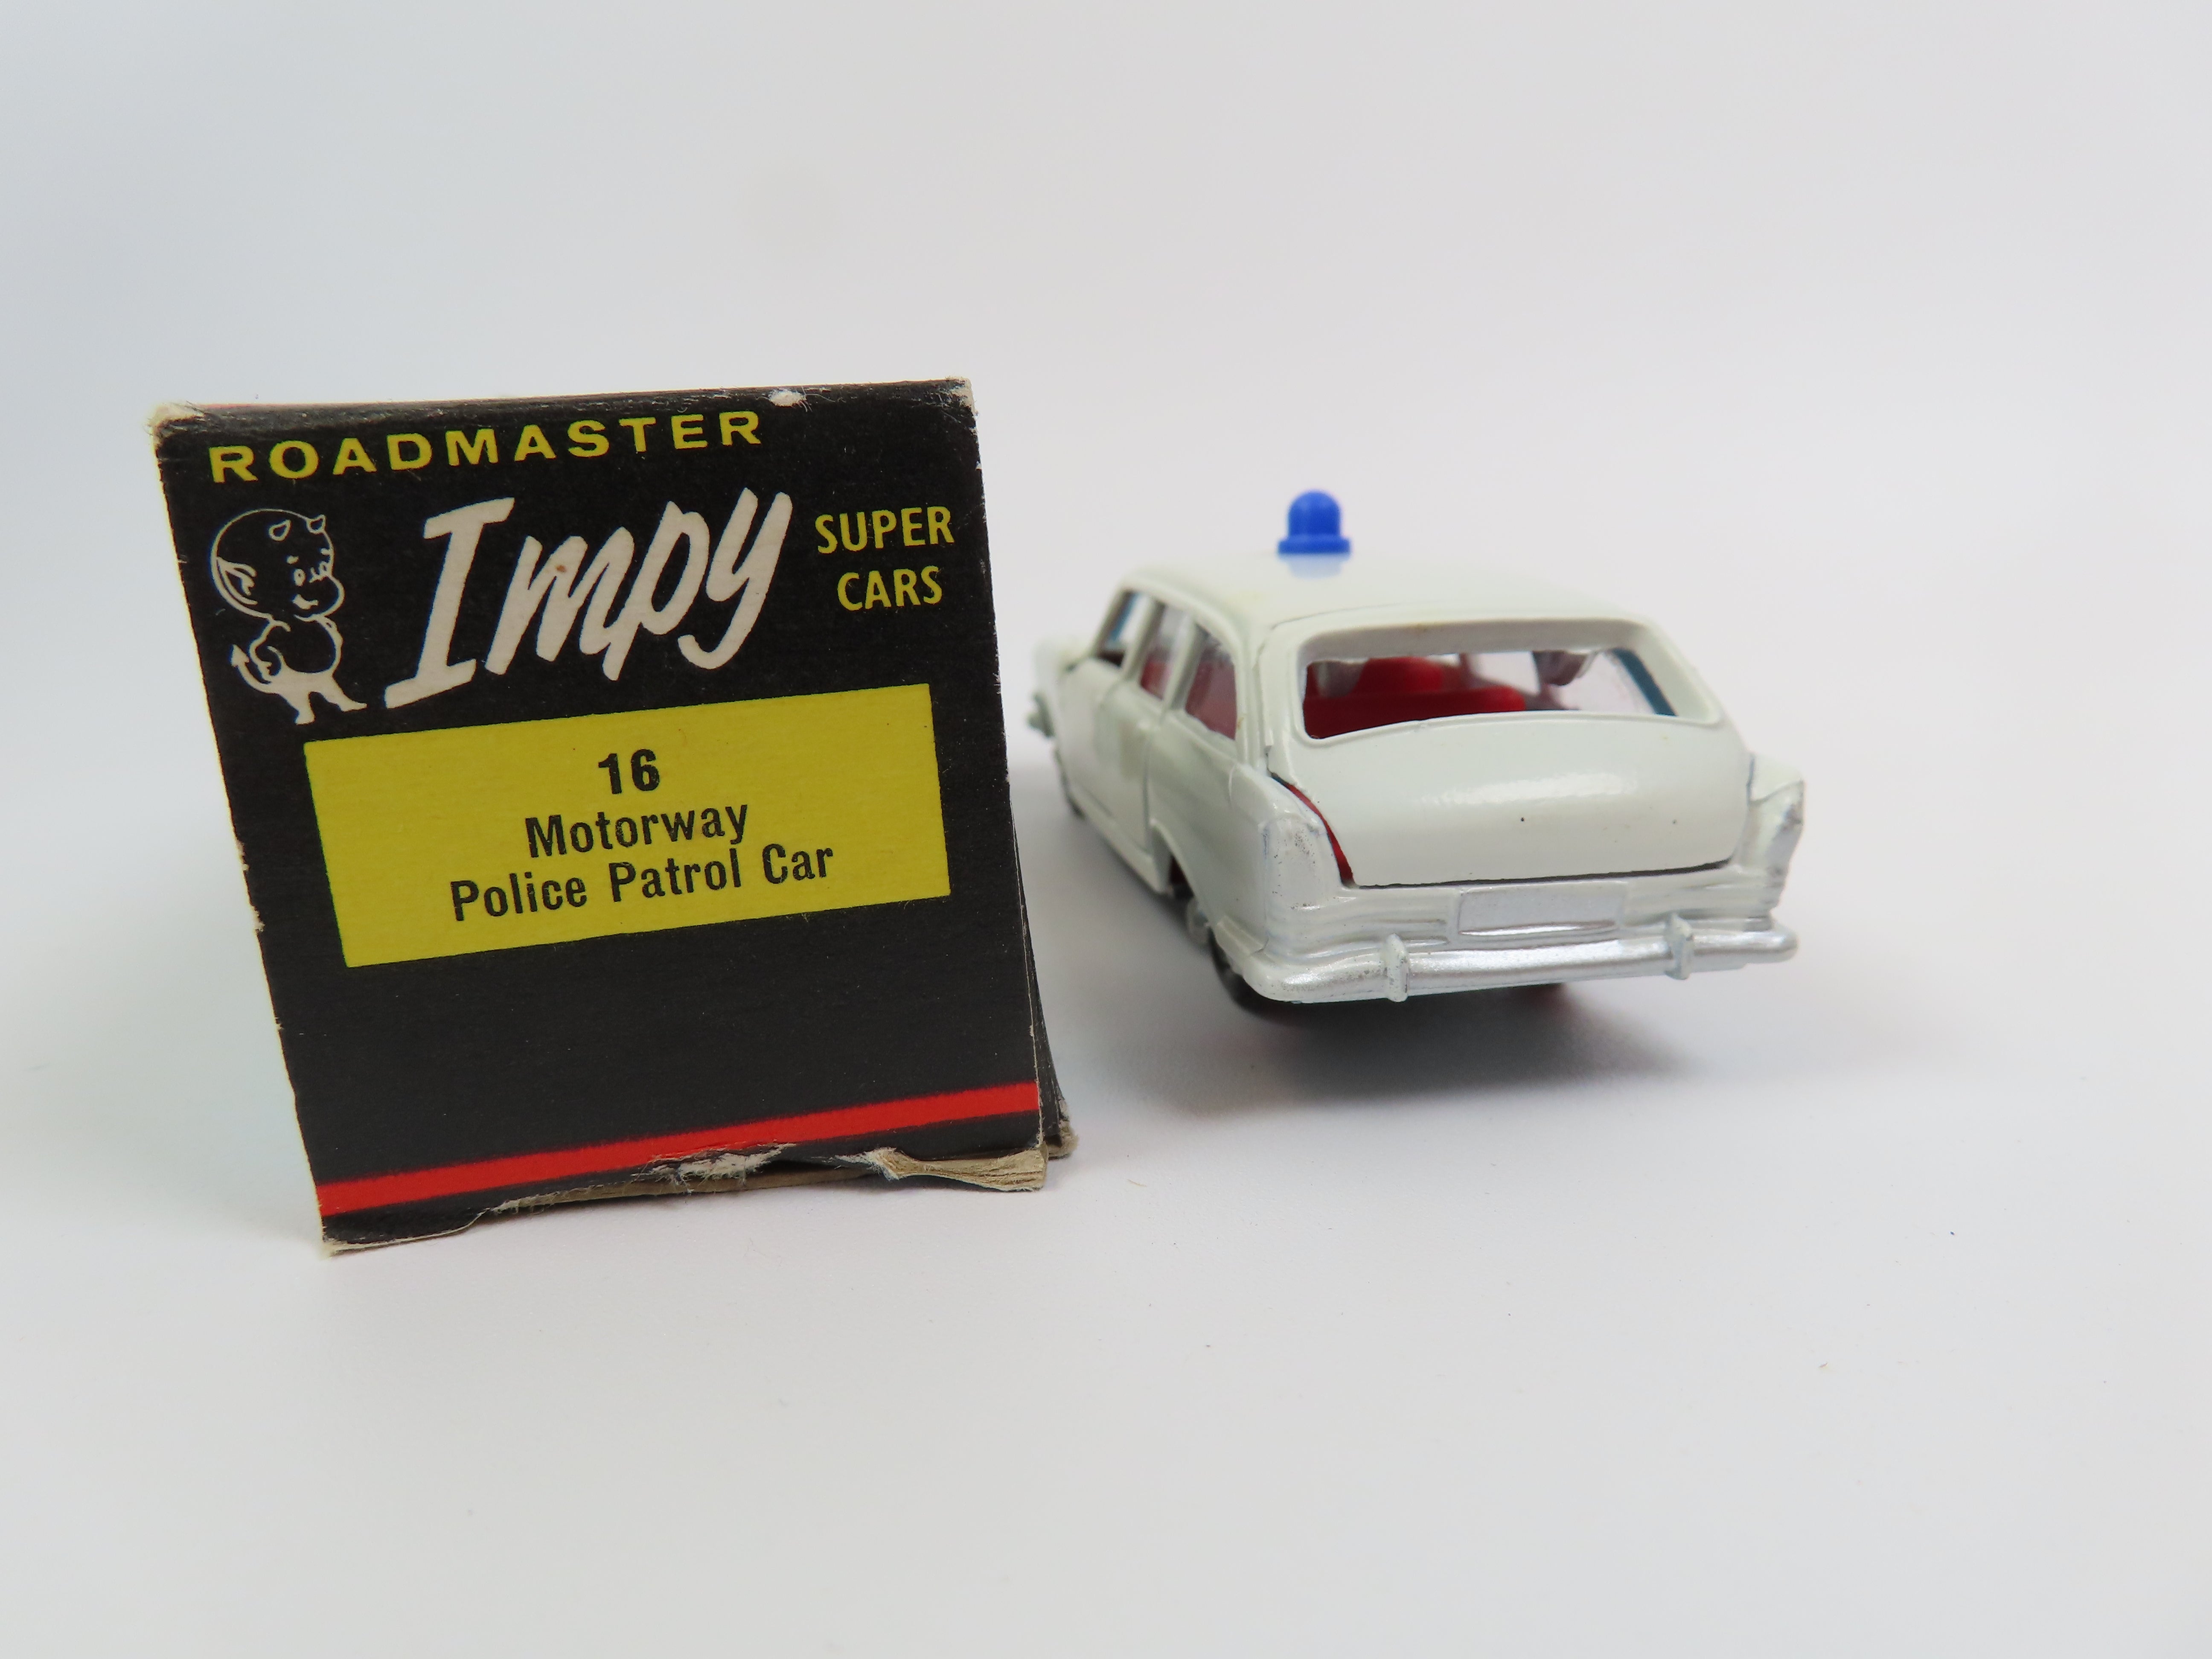 ROADMASTER
Impy SUPER
CARS
16
Motorway
Police Patrol Car